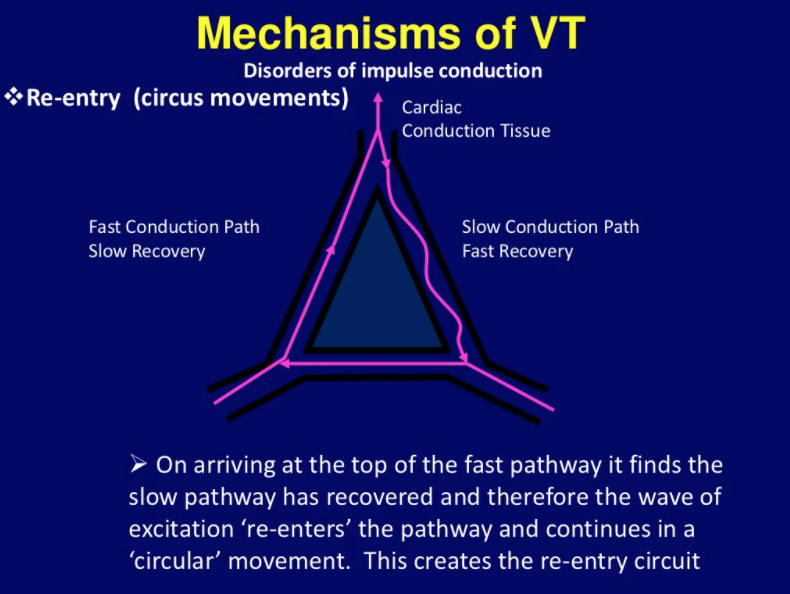 Mechanisms of VT
Disorders of impulse conduction
❖Re-entry (circus movements)
Cardiac
Conduction Tissue
Fast Conduction Path
Slow Recovery
Slow Conduction Path
Fast Recovery
➢ On arriving at the top of the fast pathway it finds the
slow pathway has recovered and therefore the wave of
excitation ‘re-enters’ the pathway and continues in a
‘circular’ movement. This creates the re-entry circuit